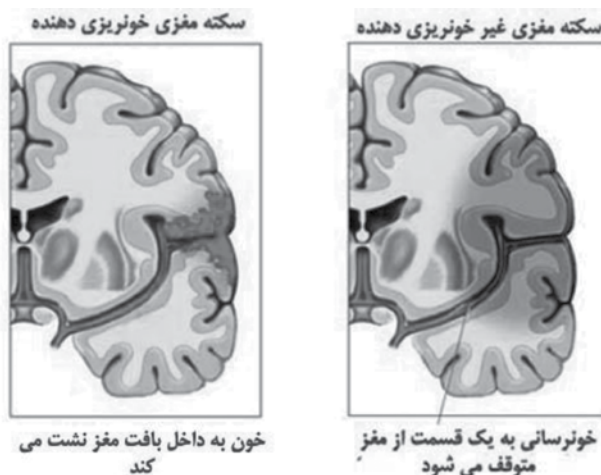 سکته مغزی غیر خونریزی دهنده
سکته مغزی خونریزی دهنده
خونرسانی به یک قسمت از مغز
متوقف می شود
خون به داخل بافت مغز نشت می
کند